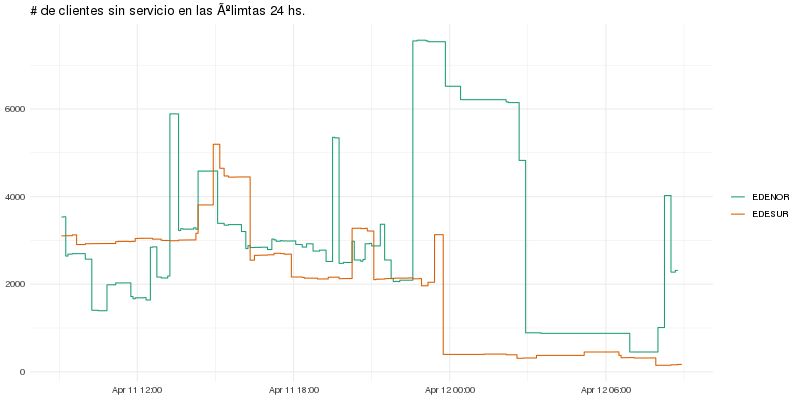 # de clientes sin servicio en las Ãºlimtas 24 hs.
6000
4000
2000
0
Apr 11 12:00
Apr 11 18:00
Apr 12 00:00
Apr 12 06:00
EDENOR
EDESUR